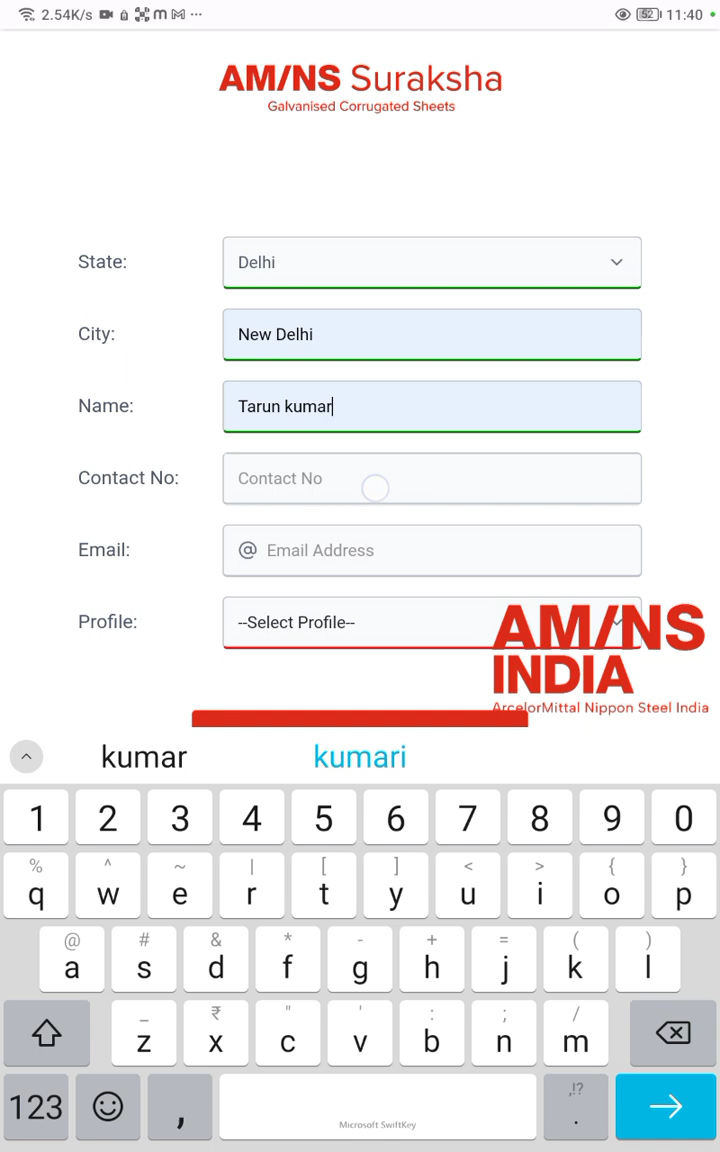 2.54K/s ··· 52 11:40
AM/NS Suraksha
Galvanised Corrugated Sheets
State: Delhi
City: New Delhi
Name: Tarun kumar
Contact No: Contact No
Email: @ Email Address
Profile: --Select Profile--
AM/NS
INDIA
ArcelorMittal Nippon Steel India
kumar kumari
1 2 3 4 5 6 7 8 9 0
% ^ ~ | [ ] < > { }
q w e r t y u i o p
@ # & * - + = ( )
a s d f g h j k l
_ ₹ " ' : ; /
z x c v b n m
,!?
123 , Microsoft SwiftKey .